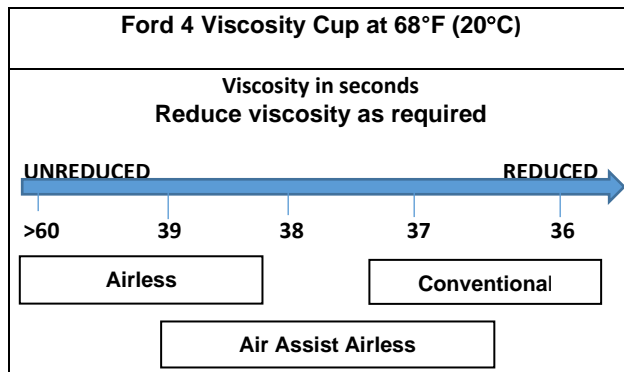 Ford 4 Viscosity Cup at 68°F (20°C)
Viscosity in seconds
Reduce viscosity as required
UNREDUCED REDUCED
>60 39 38 37 36
Airless Conventional
Air Assist Airless